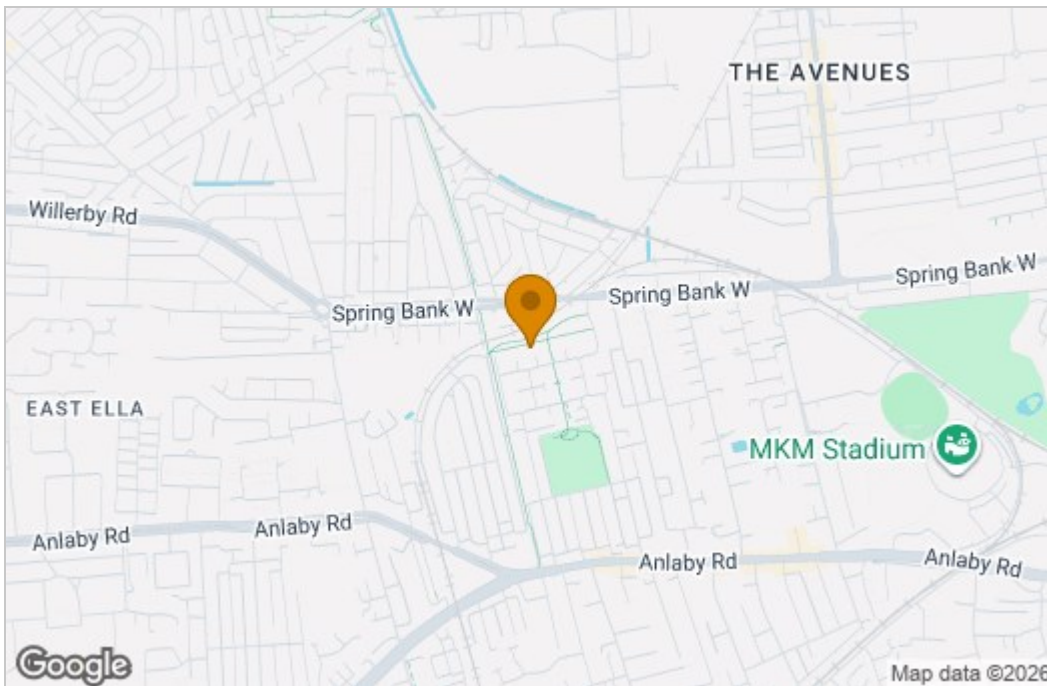 THE AVENUES
Willerby Rd
Spring Bank W
Spring Bank W
Spring Bank W
EAST ELLA
MKM Stadium
Anlaby Rd
Anlaby Rd
Anlaby Rd
Anlaby Rd
Google
Map data ©2026